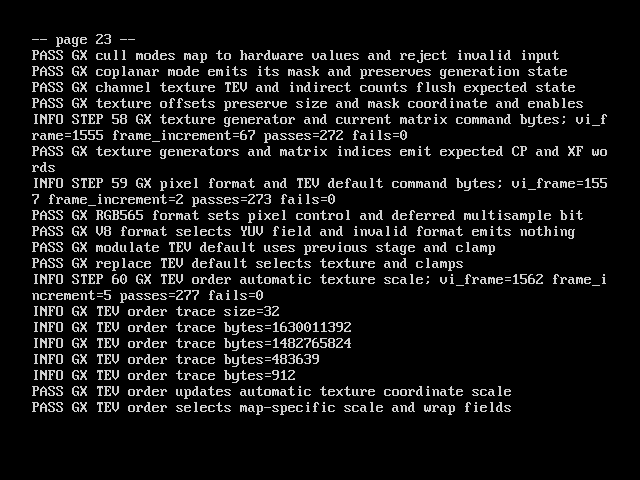 -- page 23 --
PASS GX cull modes map to hardware values and reject invalid input
PASS GX coplanar mode emits its mask and preserves generation state
PASS GX channel texture TEV and indirect counts flush expected state
PASS GX texture offsets preserve size and mask coordinate and enables
INFO STEP 58 GX texture generator and current matrix command bytes; vi_f
rame=1555 frame_increment=67 passes=272 fails=0
PASS GX texture generators and matrix indices emit expected CP and XF wo
rds
INFO STEP 59 GX pixel format and TEV default command bytes; vi_frame=155
7 frame_increment=2 passes=273 fails=0
PASS GX RGB565 format sets pixel control and deferred multisample bit
PASS GX V8 format selects YUV field and invalid format emits nothing
PASS GX modulate TEV default uses previous stage and clamp
PASS GX replace TEV default selects texture and clamps
INFO STEP 60 GX TEV order automatic texture scale; vi_frame=1562 frame_i
ncrement=5 passes=277 fails=0
INFO GX TEV order trace size=32
INFO GX TEV order trace bytes=1630011392
INFO GX TEV order trace bytes=1482765824
INFO GX TEV order trace bytes=483639
INFO GX TEV order trace bytes=912
PASS GX TEV order updates automatic texture coordinate scale
PASS GX TEV order selects map-specific scale and wrap fields